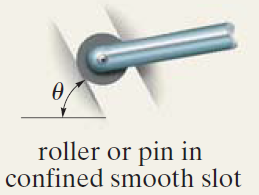 θ
roller or pin in
confined smooth slot